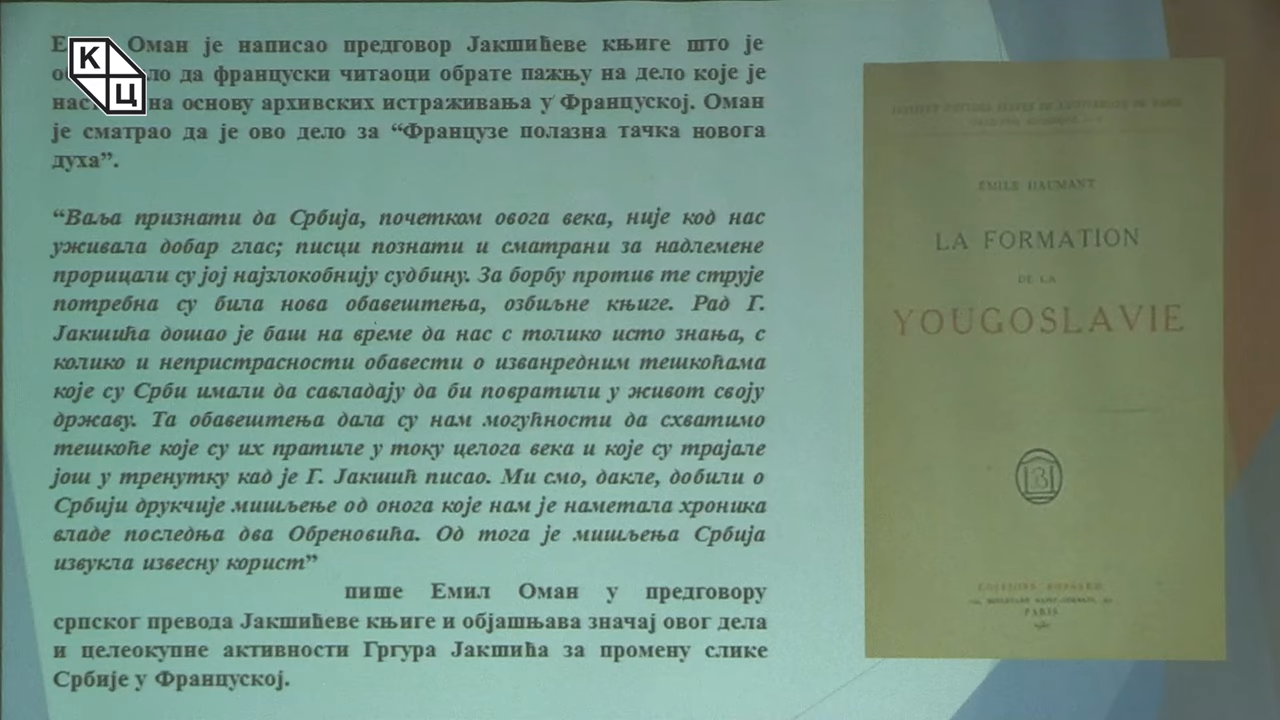 КЦ
Оман је написао предговор Јакшићеве књиге што је
да француски читаоци обрате пажњу на дело које је
на основу архивских истраживања у Француској. Оман
је сматрао да је ово дело за “Французе полазна тачка новога
духа”.
“Ваља признати да Србија, почетком овога века, није код нас
уживала добар глас; писци познати и сматрани за надлемене
прорицали су јој најзлокобнију судбину. За борбу против те струје
потребна су била нова обавештења, озбиљне књиге. Рад Г.
Јакшића дошао је баш на време да нас с толико исто знања, с
колико и непристрасности обавести о изванредним тешкоћама
које су Срби имали да савладају да би повратили у живот своју
државу. Та обавештења дала су нам могућности да схватимо
тешкоће које су их пратиле у току целога века и које су трајале
још у тренутку кад је Г. Јакшић писао. Ми смо, дакле, добили о
Србији друкчије мишљење од онога које нам је наметала хроника
владе последња два Обреновића. Од тога је мишљења Србија
извукла извесну корист”
пише Емил Оман у предговору
српског превода Јакшићеве књиге и објашњава значај овог дела
и целеокупне активности Гргура Јакшића за промену слике
Србије у Француској.
ÉMILE HAUMANT
LA FORMATION
DE LA
YOUGOSLAVIE
ÉDITIONS BOSSARD
PARIS